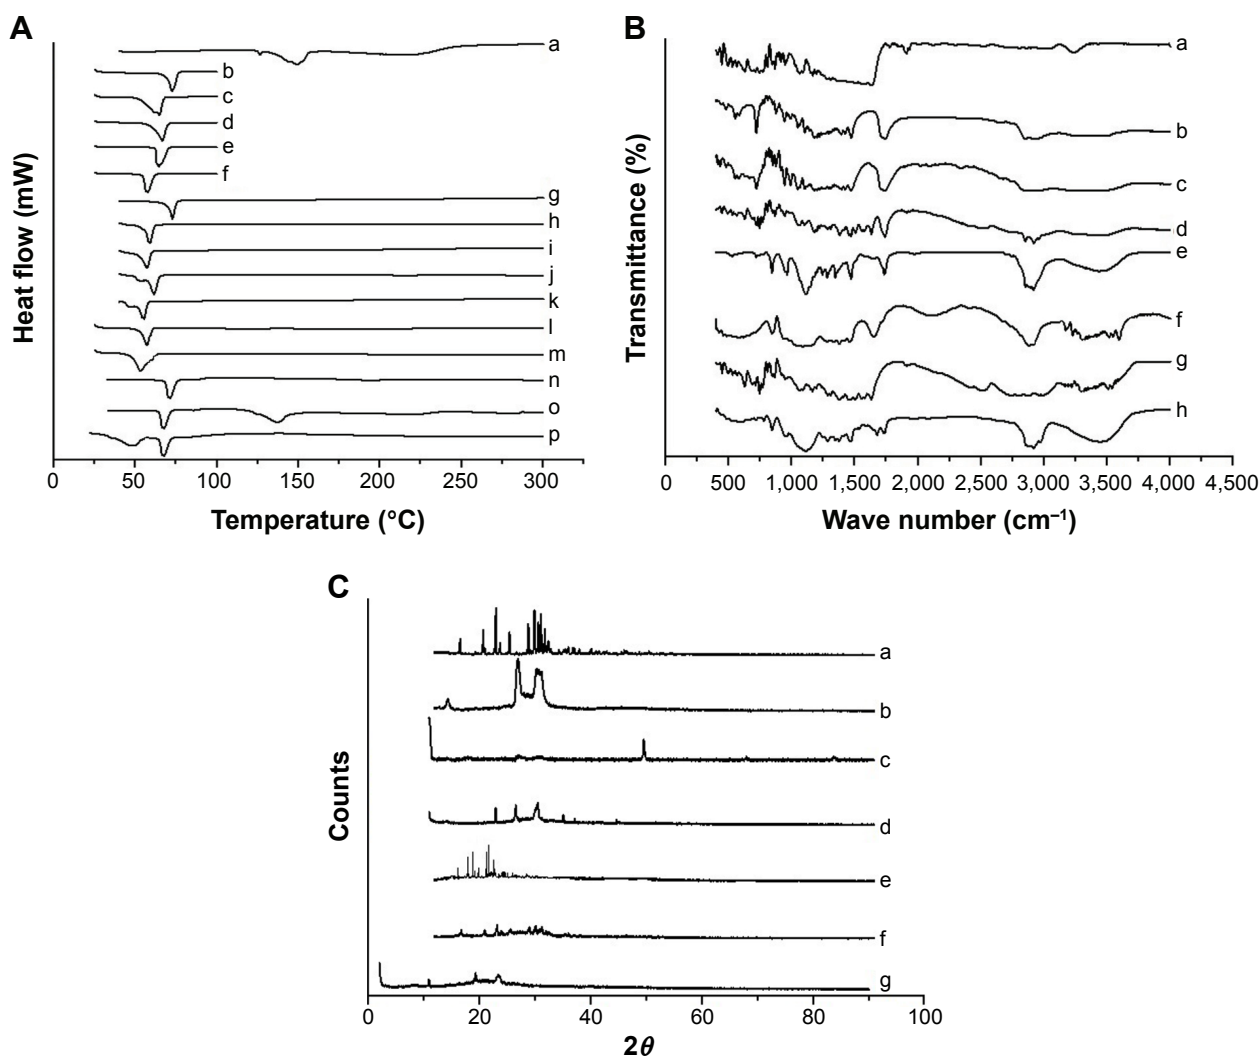 A
Heat flow (mW)
a
b
c
d
e
f
g
h
i
j
k
l
m
n
o
p
0 50 100 150 200 250 300
Temperature (°C)
B
Transmittance (%)
a
b
c
d
e
f
g
h
0 500 1,000 1,500 2,000 2,500 3,000 3,500 4,000 4,500
Wave number (cm⁻¹)
C
Counts
a
b
c
d
e
f
g
0 20 40 60 80 100
2θ